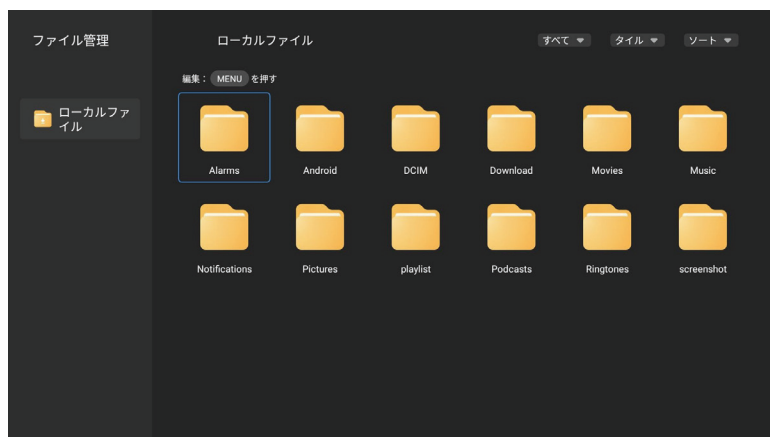 ファイル管理
ローカルファイル
すべて
タイル
ソート
編集： MENU を押す
ローカルファ
イル
Alarms
Android
DCIM
Download
Movies
Music
Notifications
Pictures
playlist
Podcasts
Ringtones
screenshot